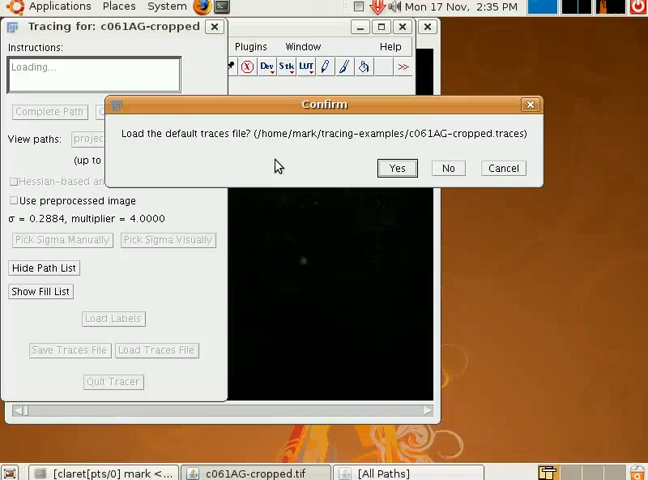 Applications Places System
Mon 17 Nov, 2:35 PM
Tracing for: c061AG-cropped
Instructions:
Loading...
Plugins Window Help
Dev Stk LUT >>
Complete Path
Confirm
Load the default traces file? (/home/mark/tracing-examples/c061AG-cropped.traces)
Yes No Cancel
View paths: projec
(up to
Hessian-based an
Use preprocessed image
σ = 0.2884, multiplier = 4.0000
Pick Sigma Manually Pick Sigma Visually
Hide Path List
Show Fill List
Load Labels
Save Traces File Load Traces File
Quit Tracer
[claret[pts/0] mark <... c061AG-cropped.tif [All Paths]